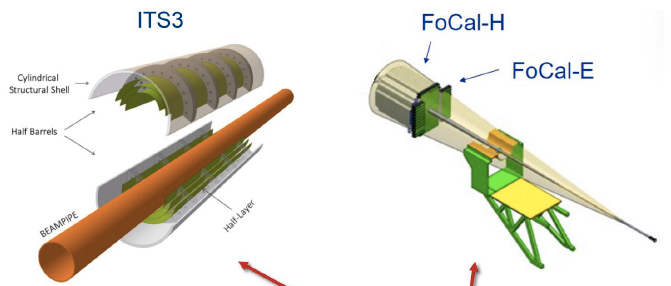 ITS3
FoCal-H
FoCal-E
Cylindrical
Structural Shell
Half Barrels
Half-Layer
BEAMPIPE